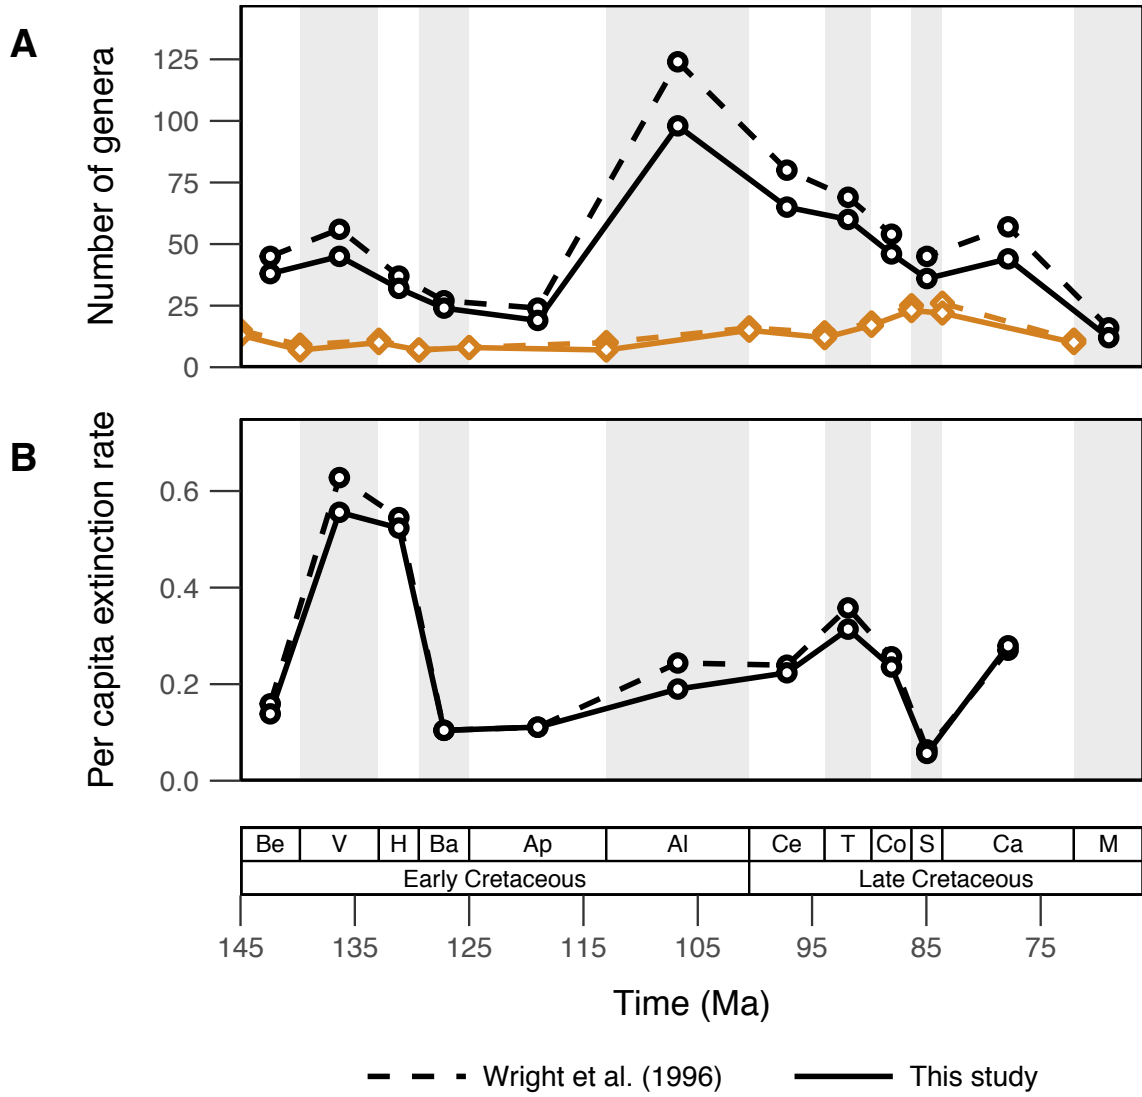 A
Number of genera
125
100
75
50
25
0
B
Per capita extinction rate
0.6
0.4
0.2
0.0
Be V H Ba Ap Al Ce T Co S Ca M
Early Cretaceous Late Cretaceous
145 135 125 115 105 95 85 75
Time (Ma)
Wright et al. (1996) This study